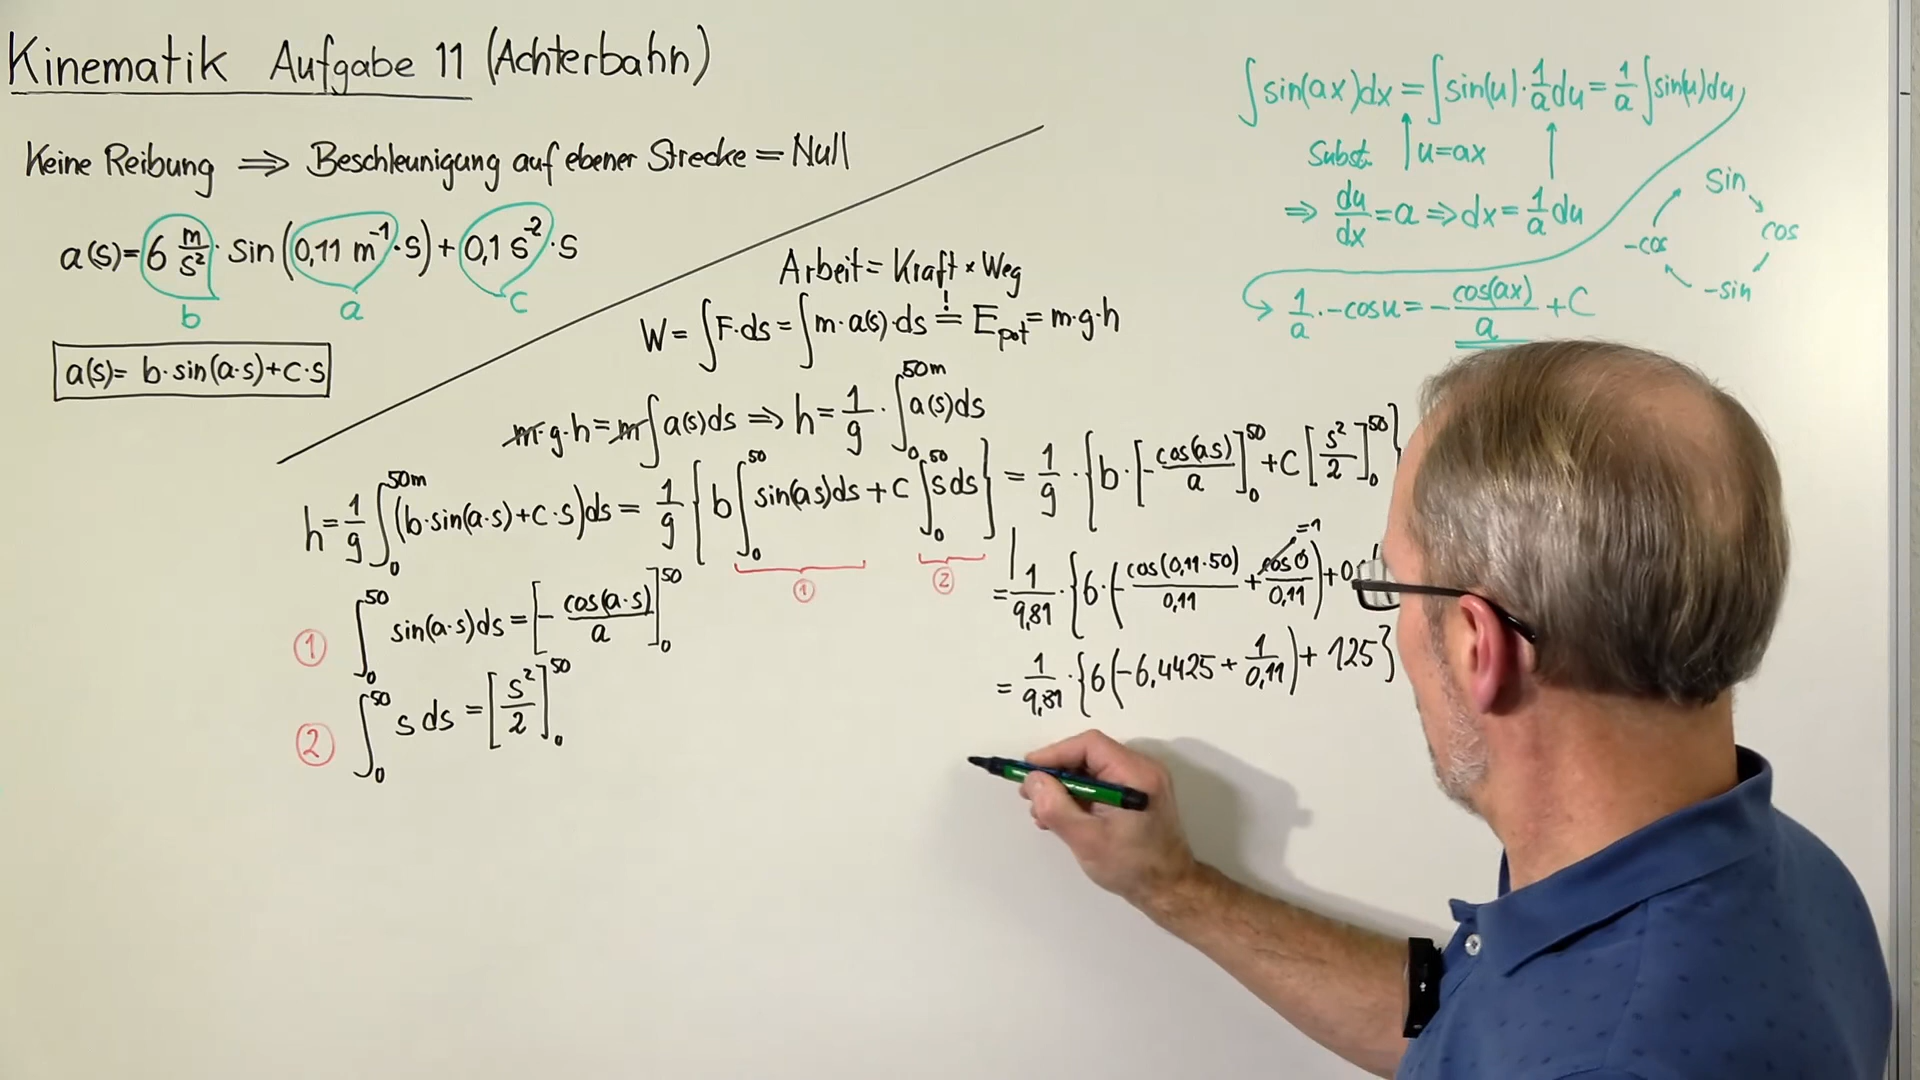 Kinematik Aufgabe 11 (Achterbahn)
Keine Reibung ⟹ Beschleunigung auf ebener Strecke = Null
a(s)= 6 m/s² · sin(0,11 m⁻¹·s) + 0,1 s⁻²·s
b a c
a(s)= b·sin(a·s)+c·s
Arbeit = Kraft × Weg
W = ∫F·ds = ∫m·a(s)·ds =! E_pot = m·g·h
m·g·h = m∫a(s)ds ⟹ h = 1/g · ∫₀^50m a(s)ds
h = 1/g ∫₀^50m (b·sin(a·s)+c·s)ds = 1/g {b ∫₀^50 sin(as)ds + c ∫₀^50 s ds} = 1/g · {b·[-cos(as)/a]₀^50 + c[s²/2]₀^50}
① ②
= 1/9,81 · {6·(-cos(0,11·50)/0,11 + cos 0/0,11) + 0,
=1
= 1/9,81 · {6(-6,4425 + 1/0,11) + 125}
① ∫₀^50 sin(a·s)ds = [-cos(a·s)/a]₀^50
② ∫₀^50 s ds = [s²/2]₀^50
∫sin(ax)dx = ∫sin(u)·1/a du = 1/a ∫sin(u)du
Subst. u=ax
⟹ du/dx = a ⟹ dx = 1/a du
1/a · -cosu = -cos(ax)/a + C
sin
cos
-sin
-cos